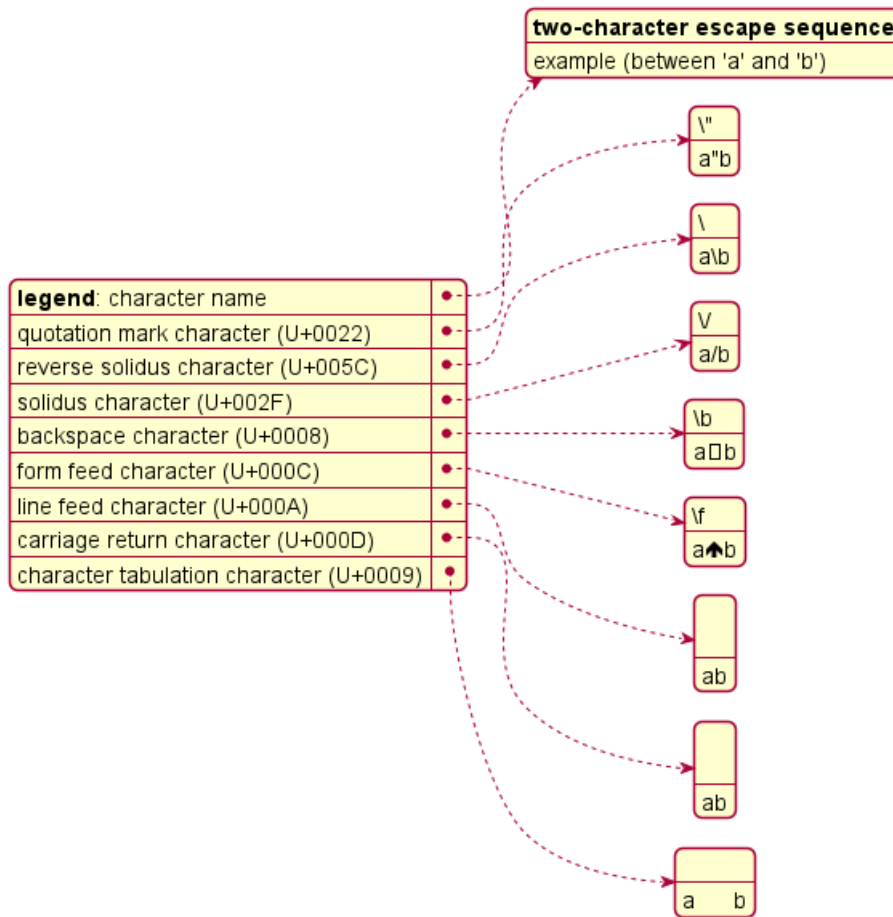 two-character escape sequence
example (between 'a' and 'b')
\"
a"b
\
a\b
\/
a/b
\b
a□b
\f
a🡅b
ab
ab
a	b
legend: character name
quotation mark character (U+0022)
reverse solidus character (U+005C)
solidus character (U+002F)
backspace character (U+0008)
form feed character (U+000C)
line feed character (U+000A)
carriage return character (U+000D)
character tabulation character (U+0009)